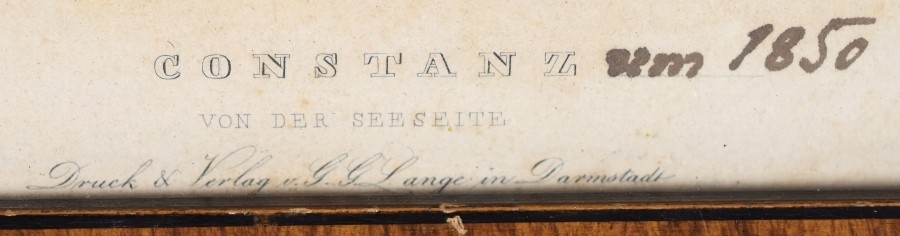 CONSTANZ um 1850
VON DER SEESEITE
Druck & Verlag v. G. G. Lange in Darmstadt